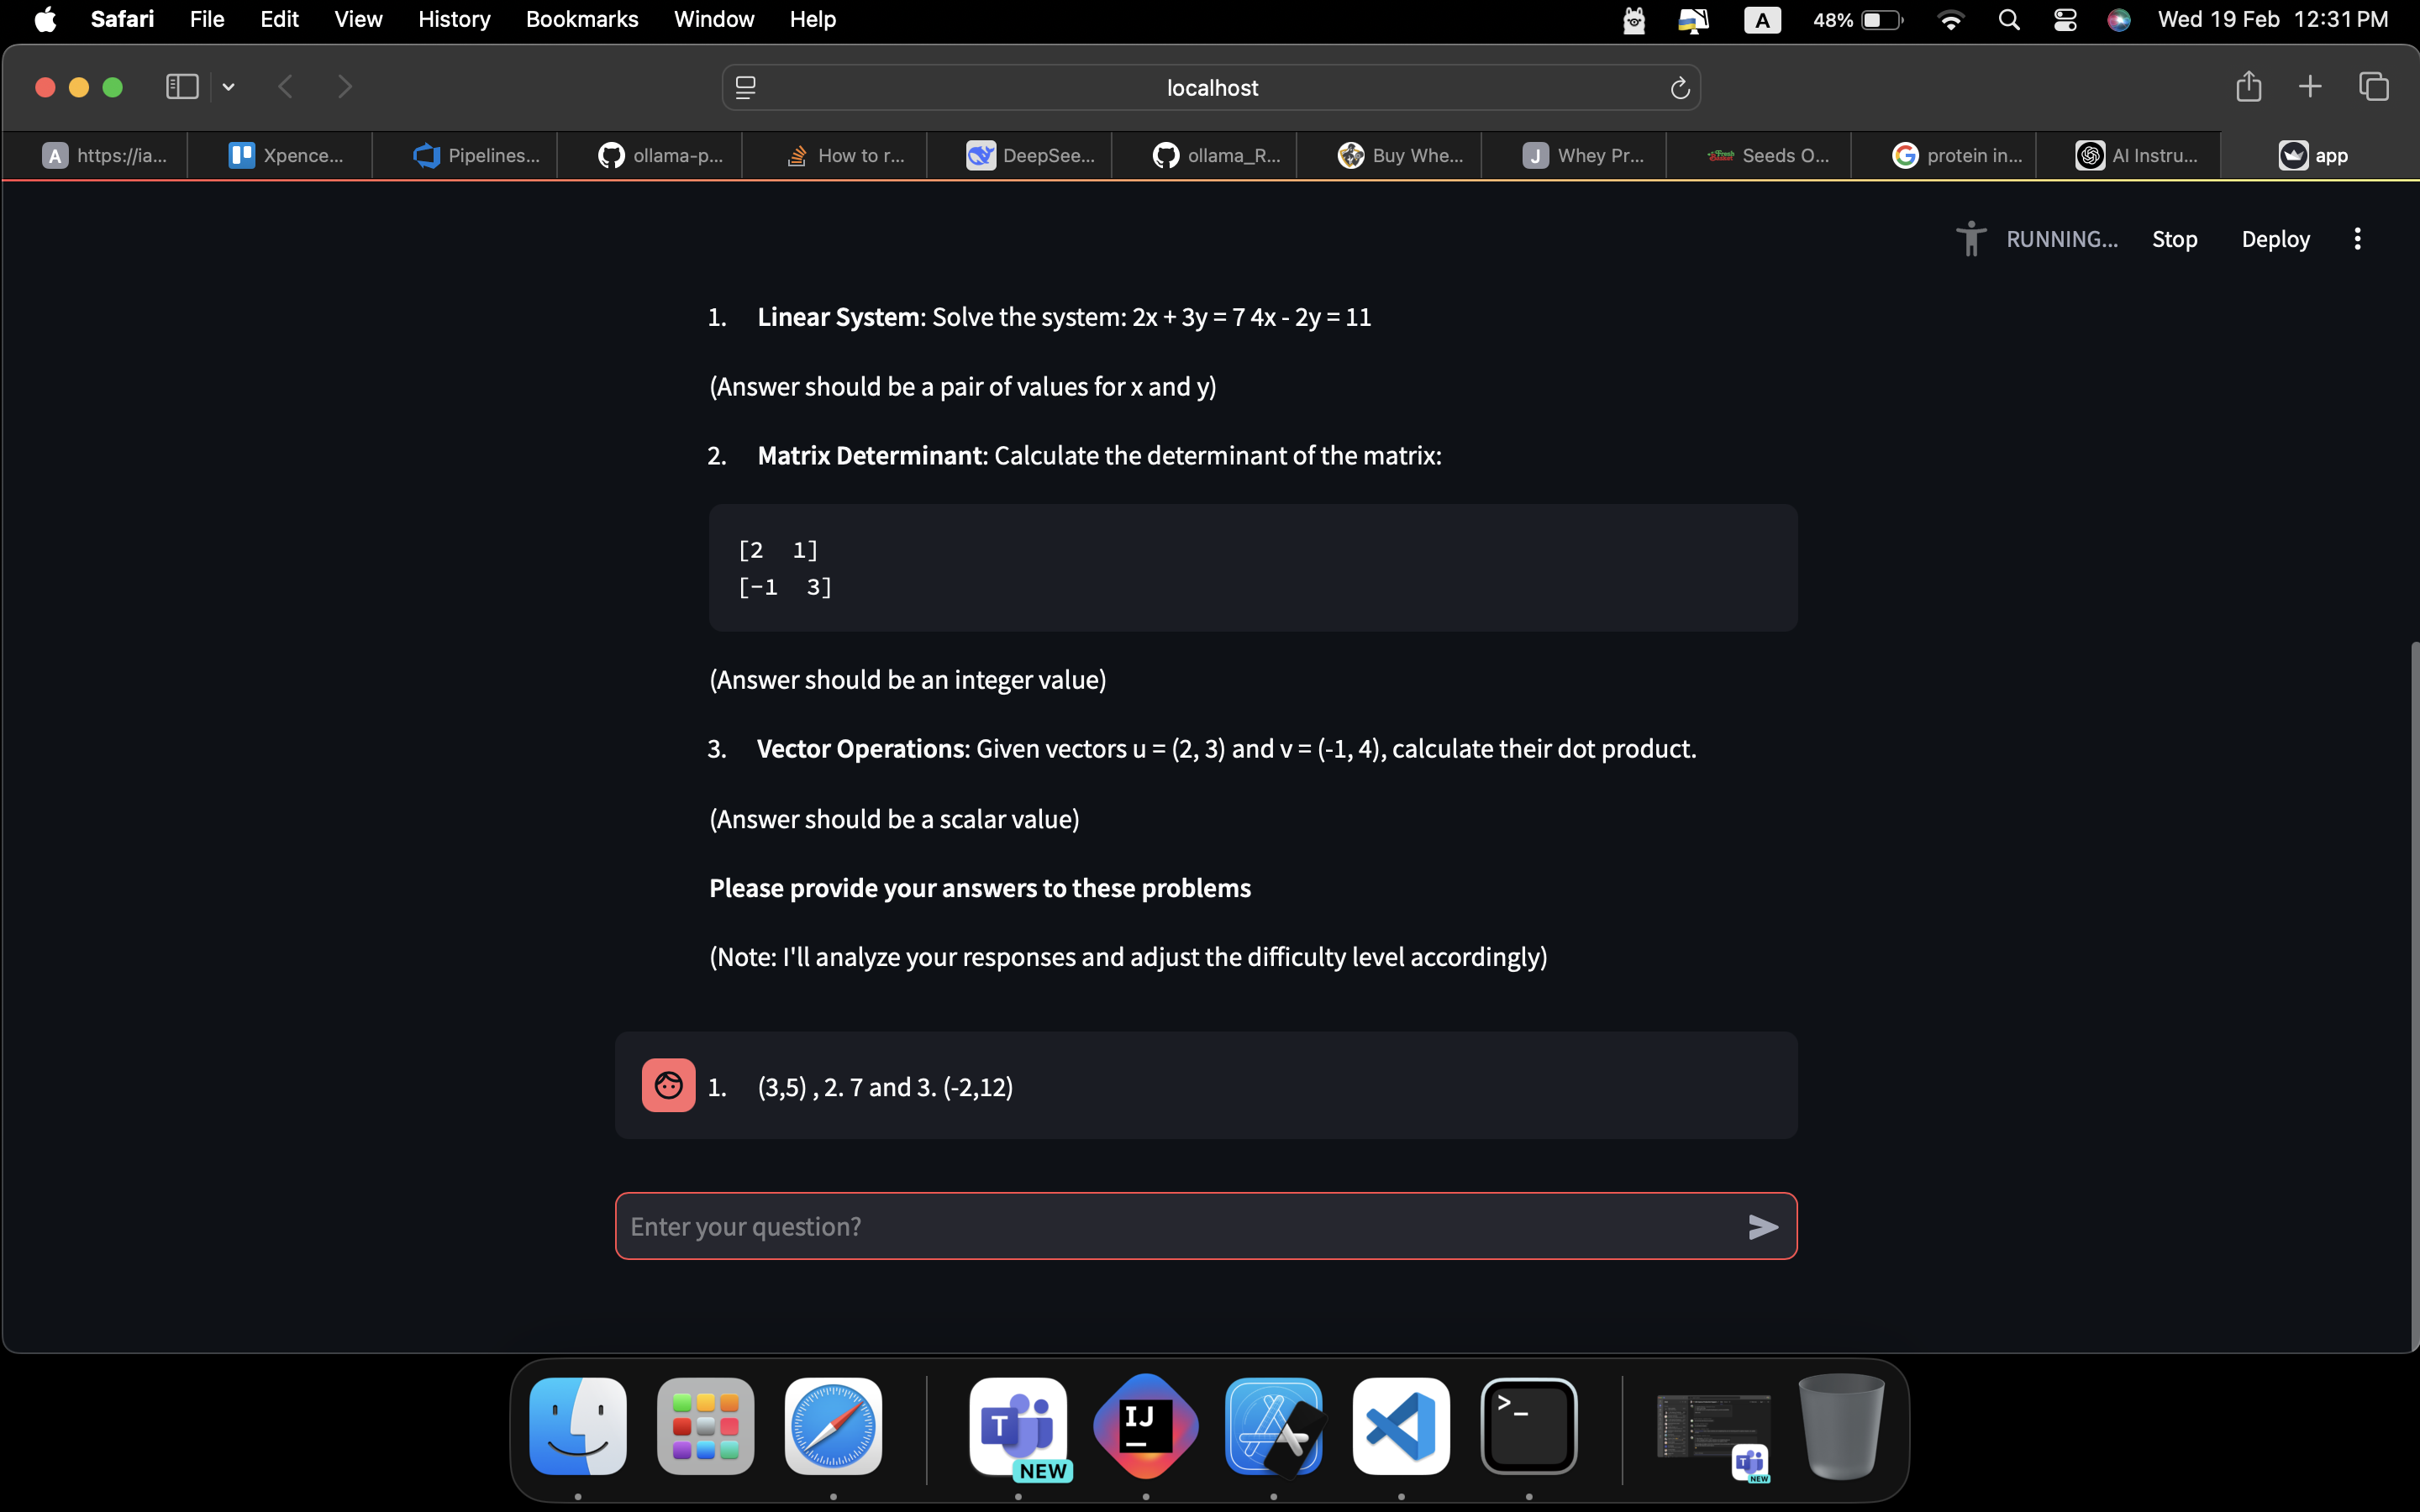 Safari File Edit View History Bookmarks Window Help A 48% Wed 19 Feb 12:31 PM
localhost
A https://ia... Xpence... Pipelines... ollama-p... How to r... DeepSee... ollama_R... Buy Whe... J Whey Pr... Seeds O... protein in... AI Instru... app
RUNNING... Stop Deploy
1. Linear System: Solve the system: 2x + 3y = 7 4x - 2y = 11
(Answer should be a pair of values for x and y)
2. Matrix Determinant: Calculate the determinant of the matrix:
[2  1]
[-1  3]
(Answer should be an integer value)
3. Vector Operations: Given vectors u = (2, 3) and v = (-1, 4), calculate their dot product.
(Answer should be a scalar value)
Please provide your answers to these problems
(Note: I'll analyze your responses and adjust the difficulty level accordingly)
1. (3,5) , 2. 7 and 3. (-2,12)
Enter your question?
T IJ >_
NEW NEW